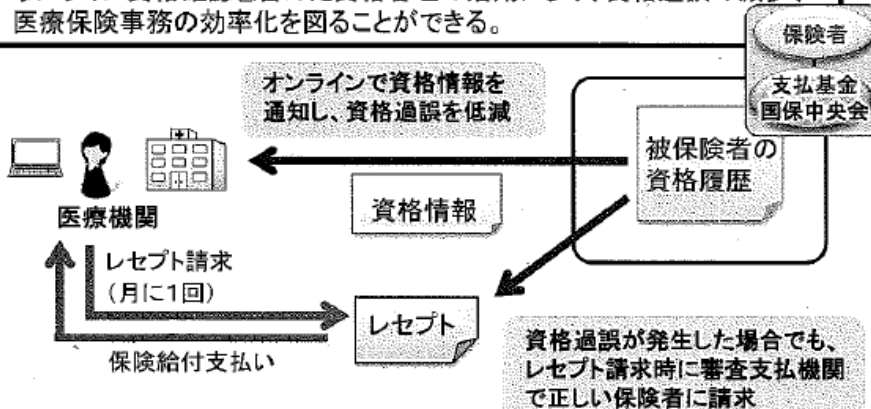 医療保険事務の効率化を図ることができる。
保険者
支払基金
国保中央会
オンラインで資格情報を
通知し、資格過誤を低減
被保険者の
資格履歴
資格情報
医療機関
レセプト請求
(月に1回)
レセプト
保険給付支払い
資格過誤が発生した場合でも、
レセプト請求時に審査支払機関
で正しい保険者に請求